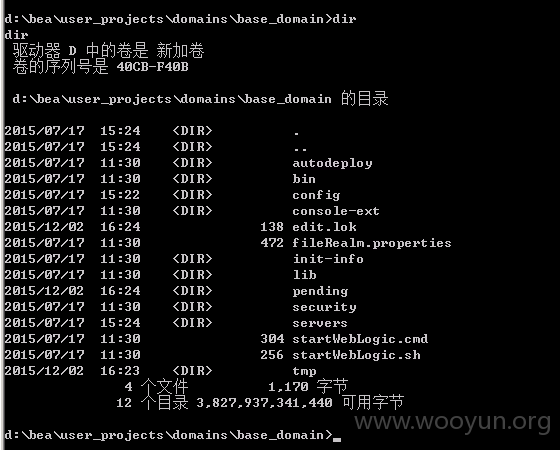 d:\bea\user_projects\domains\base_domain>dir
dir
 驱动器 D 中的卷是 新加卷
 卷的序列号是 40CB-F40B

 d:\bea\user_projects\domains\base_domain 的目录

2015/07/17  15:24    <DIR>          .
2015/07/17  15:24    <DIR>          ..
2015/07/17  11:30    <DIR>          autodeploy
2015/07/17  11:30    <DIR>          bin
2015/07/17  15:22    <DIR>          config
2015/07/17  11:30    <DIR>          console-ext
2015/12/02  16:24               138 edit.lok
2015/07/17  11:30               472 fileRealm.properties
2015/07/17  11:30    <DIR>          init-info
2015/07/17  11:30    <DIR>          lib
2015/12/02  16:24    <DIR>          pending
2015/07/17  11:30    <DIR>          security
2015/07/17  15:24    <DIR>          servers
2015/07/17  11:30               304 startWebLogic.cmd
2015/07/17  11:30               256 startWebLogic.sh
2015/12/02  16:23    <DIR>          tmp
               4 个文件          1,170 字节
              12 个目录 3,827,937,341,440 可用字节

d:\bea\user_projects\domains\base_domain>
www.wooyun.org